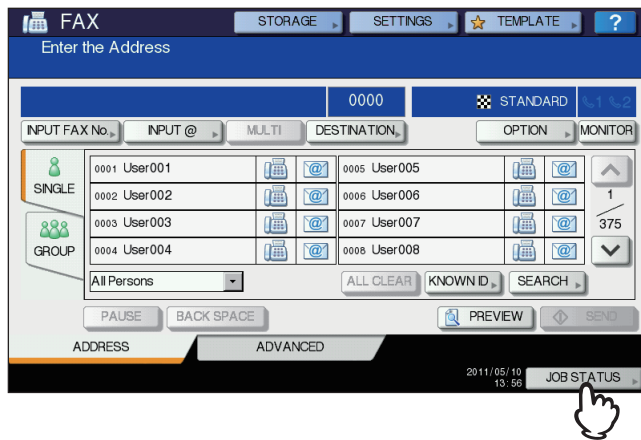 FAX
STORAGE SETTINGS TEMPLATE ?
Enter the Address
0000 STANDARD 1 2
INPUT FAX No. INPUT @ MULTI DESTINATION OPTION MONITOR
SINGLE
GROUP
0001 User001 0005 User005
0002 User002 0006 User006
0003 User003 0007 User007
0004 User004 0008 User008
1
375
All Persons ALL CLEAR KNOWN ID SEARCH
PAUSE BACK SPACE PREVIEW SEND
ADDRESS ADVANCED
2011/05/10
13:56
JOB STATUS